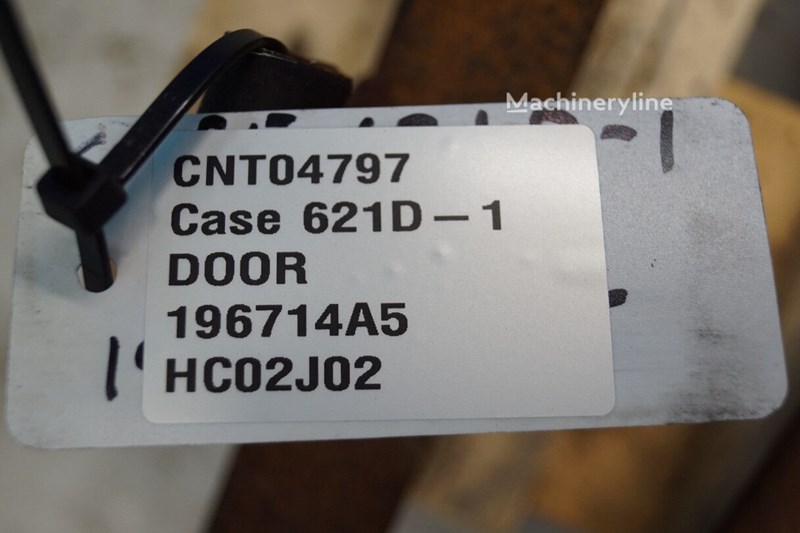 Machineryline
CNT04797
Case 621D-1
DOOR
196714A5
HC02J02